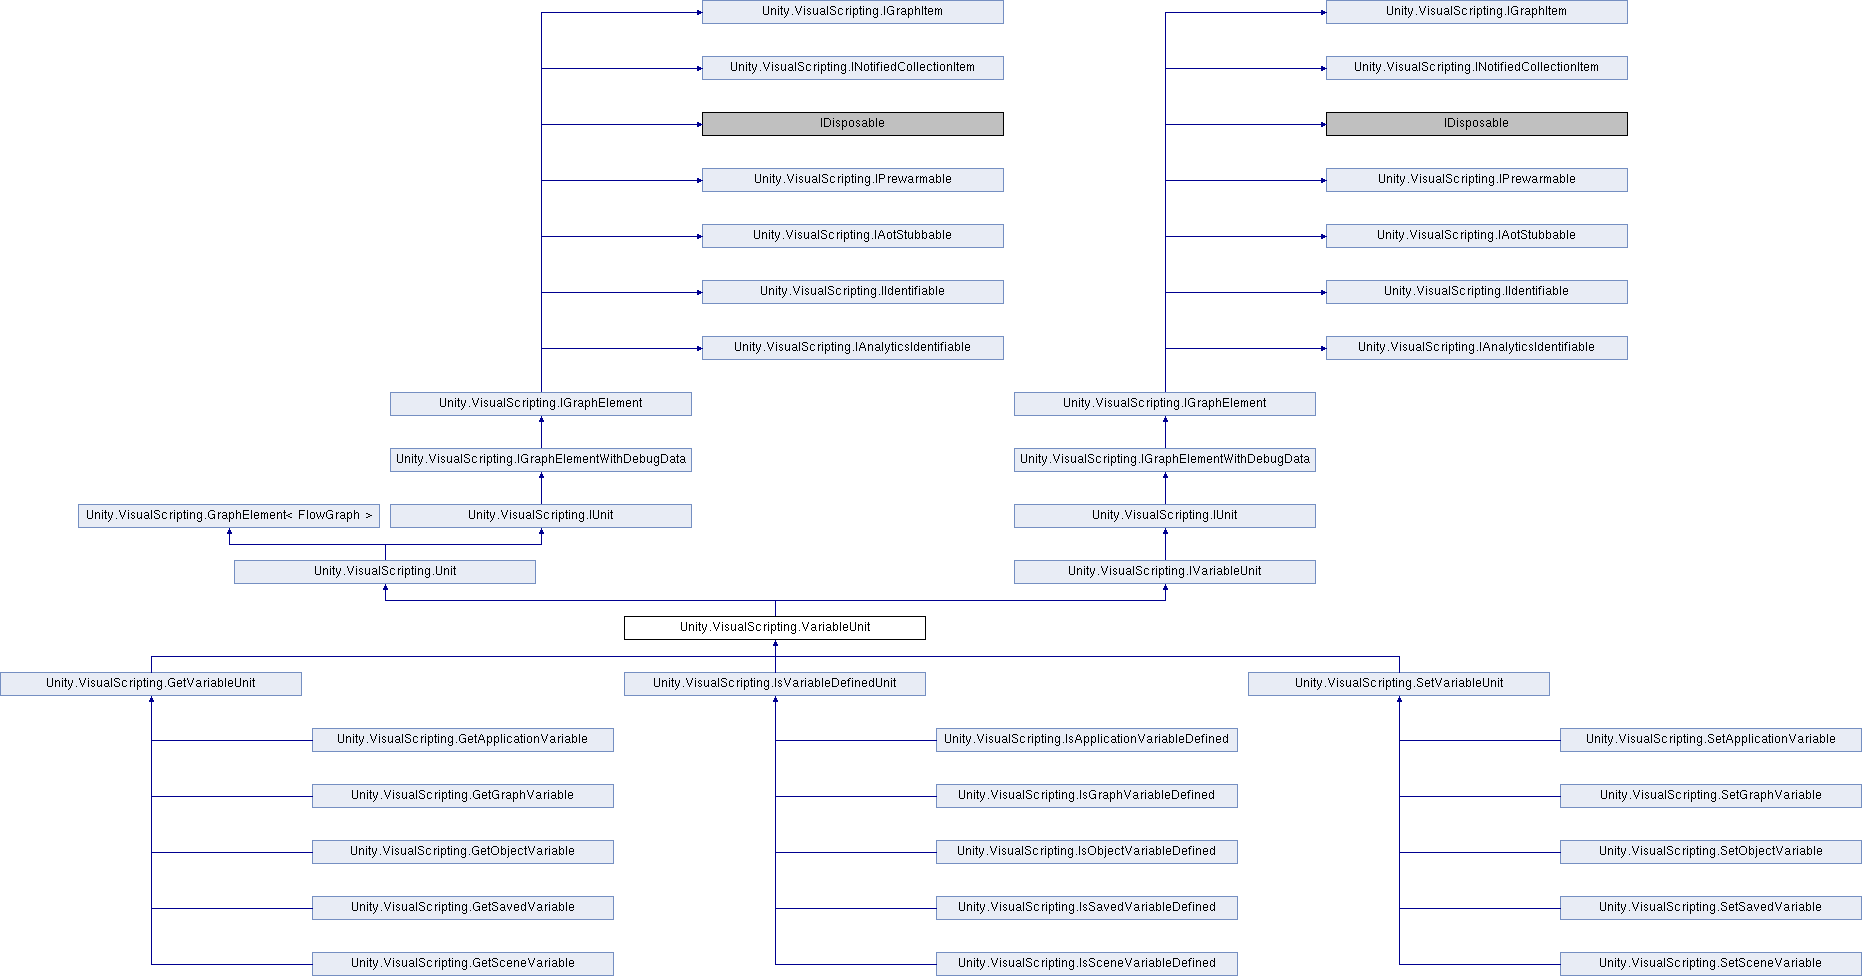 Unity.VisualScripting.IGraphItem
Unity.VisualScripting.IGraphItem
Unity.VisualScripting.INotifiedCollectionItem
Unity.VisualScripting.INotifiedCollectionItem
IDisposable
IDisposable
Unity.VisualScripting.IPrewarmable
Unity.VisualScripting.IPrewarmable
Unity.VisualScripting.IAotStubbable
Unity.VisualScripting.IAotStubbable
Unity.VisualScripting.IIdentifiable
Unity.VisualScripting.IIdentifiable
Unity.VisualScripting.IAnalyticsIdentifiable
Unity.VisualScripting.IAnalyticsIdentifiable
Unity.VisualScripting.IGraphElement
Unity.VisualScripting.IGraphElement
Unity.VisualScripting.IGraphElementWithDebugData
Unity.VisualScripting.IGraphElementWithDebugData
Unity.VisualScripting.GraphElement< FlowGraph >
Unity.VisualScripting.IUnit
Unity.VisualScripting.IUnit
Unity.VisualScripting.Unit
Unity.VisualScripting.IVariableUnit
Unity.VisualScripting.VariableUnit
Unity.VisualScripting.GetVariableUnit
Unity.VisualScripting.IsVariableDefinedUnit
Unity.VisualScripting.SetVariableUnit
Unity.VisualScripting.GetApplicationVariable
Unity.VisualScripting.IsApplicationVariableDefined
Unity.VisualScripting.SetApplicationVariable
Unity.VisualScripting.GetGraphVariable
Unity.VisualScripting.IsGraphVariableDefined
Unity.VisualScripting.SetGraphVariable
Unity.VisualScripting.GetObjectVariable
Unity.VisualScripting.IsObjectVariableDefined
Unity.VisualScripting.SetObjectVariable
Unity.VisualScripting.GetSavedVariable
Unity.VisualScripting.IsSavedVariableDefined
Unity.VisualScripting.SetSavedVariable
Unity.VisualScripting.GetSceneVariable
Unity.VisualScripting.IsSceneVariableDefined
Unity.VisualScripting.SetSceneVariable